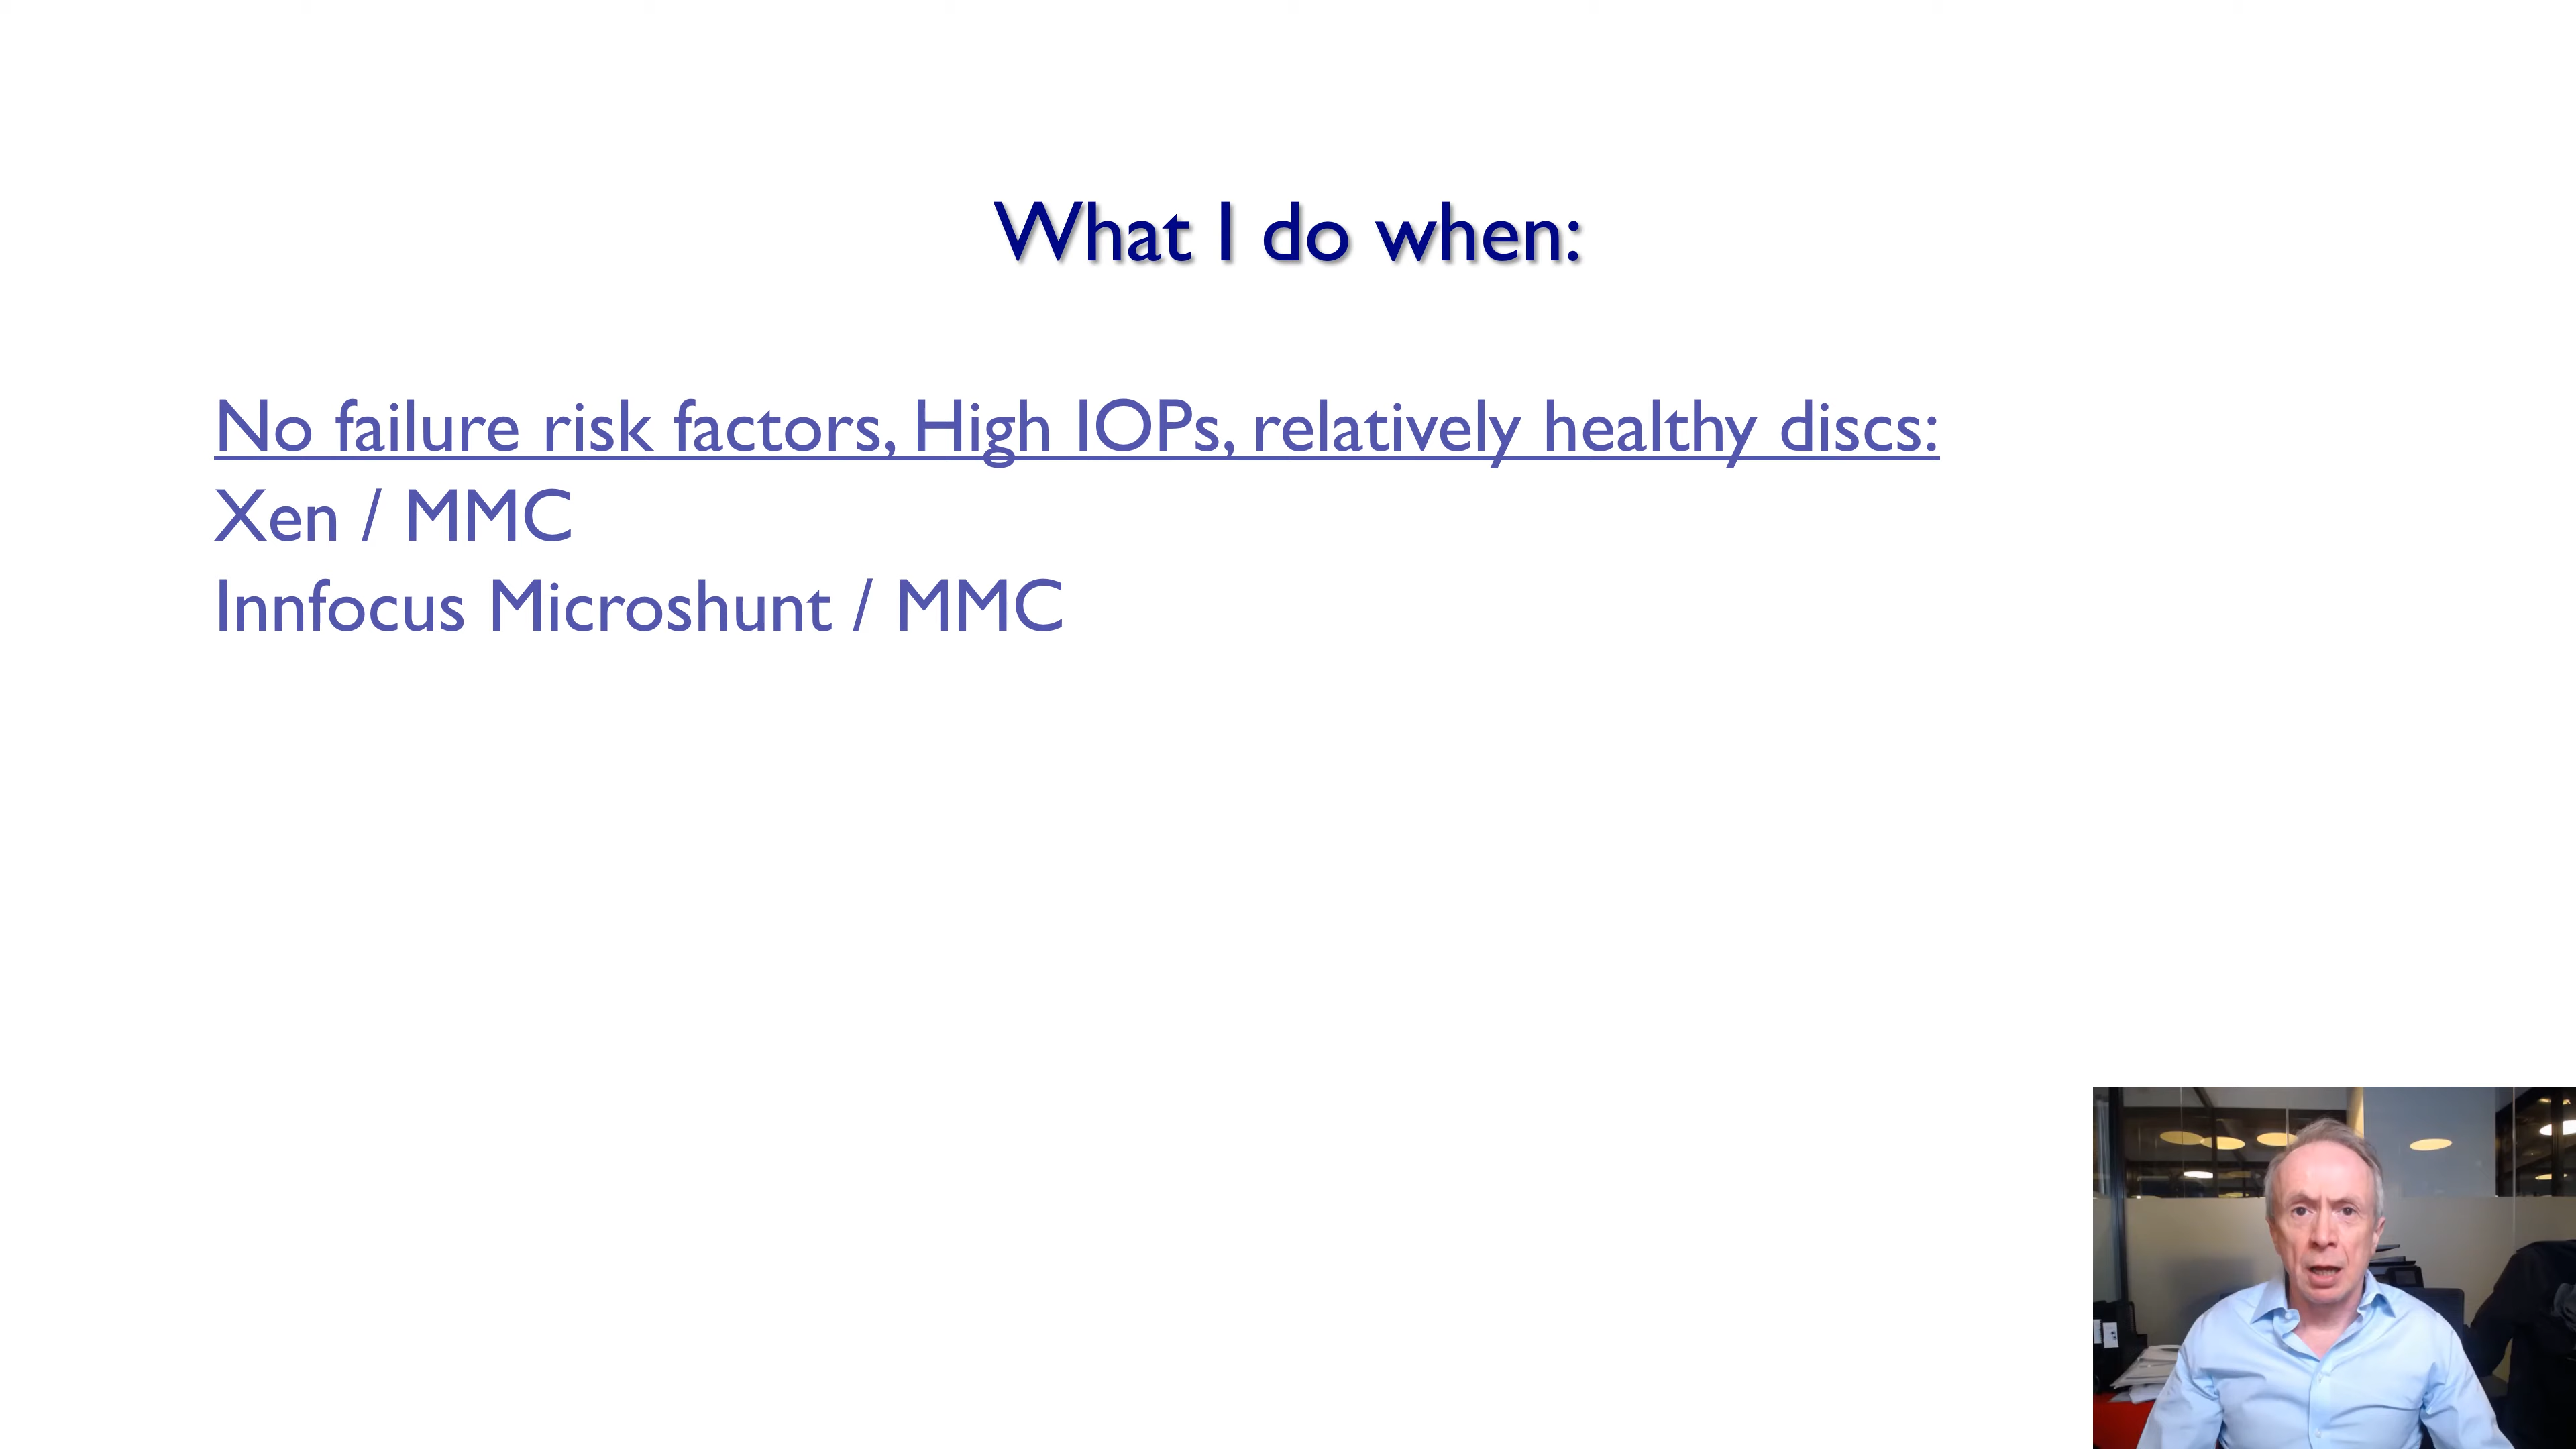 What I do when:
No failure risk factors, High IOPs, relatively healthy discs:
Xen / MMC
Innfocus Microshunt / MMC